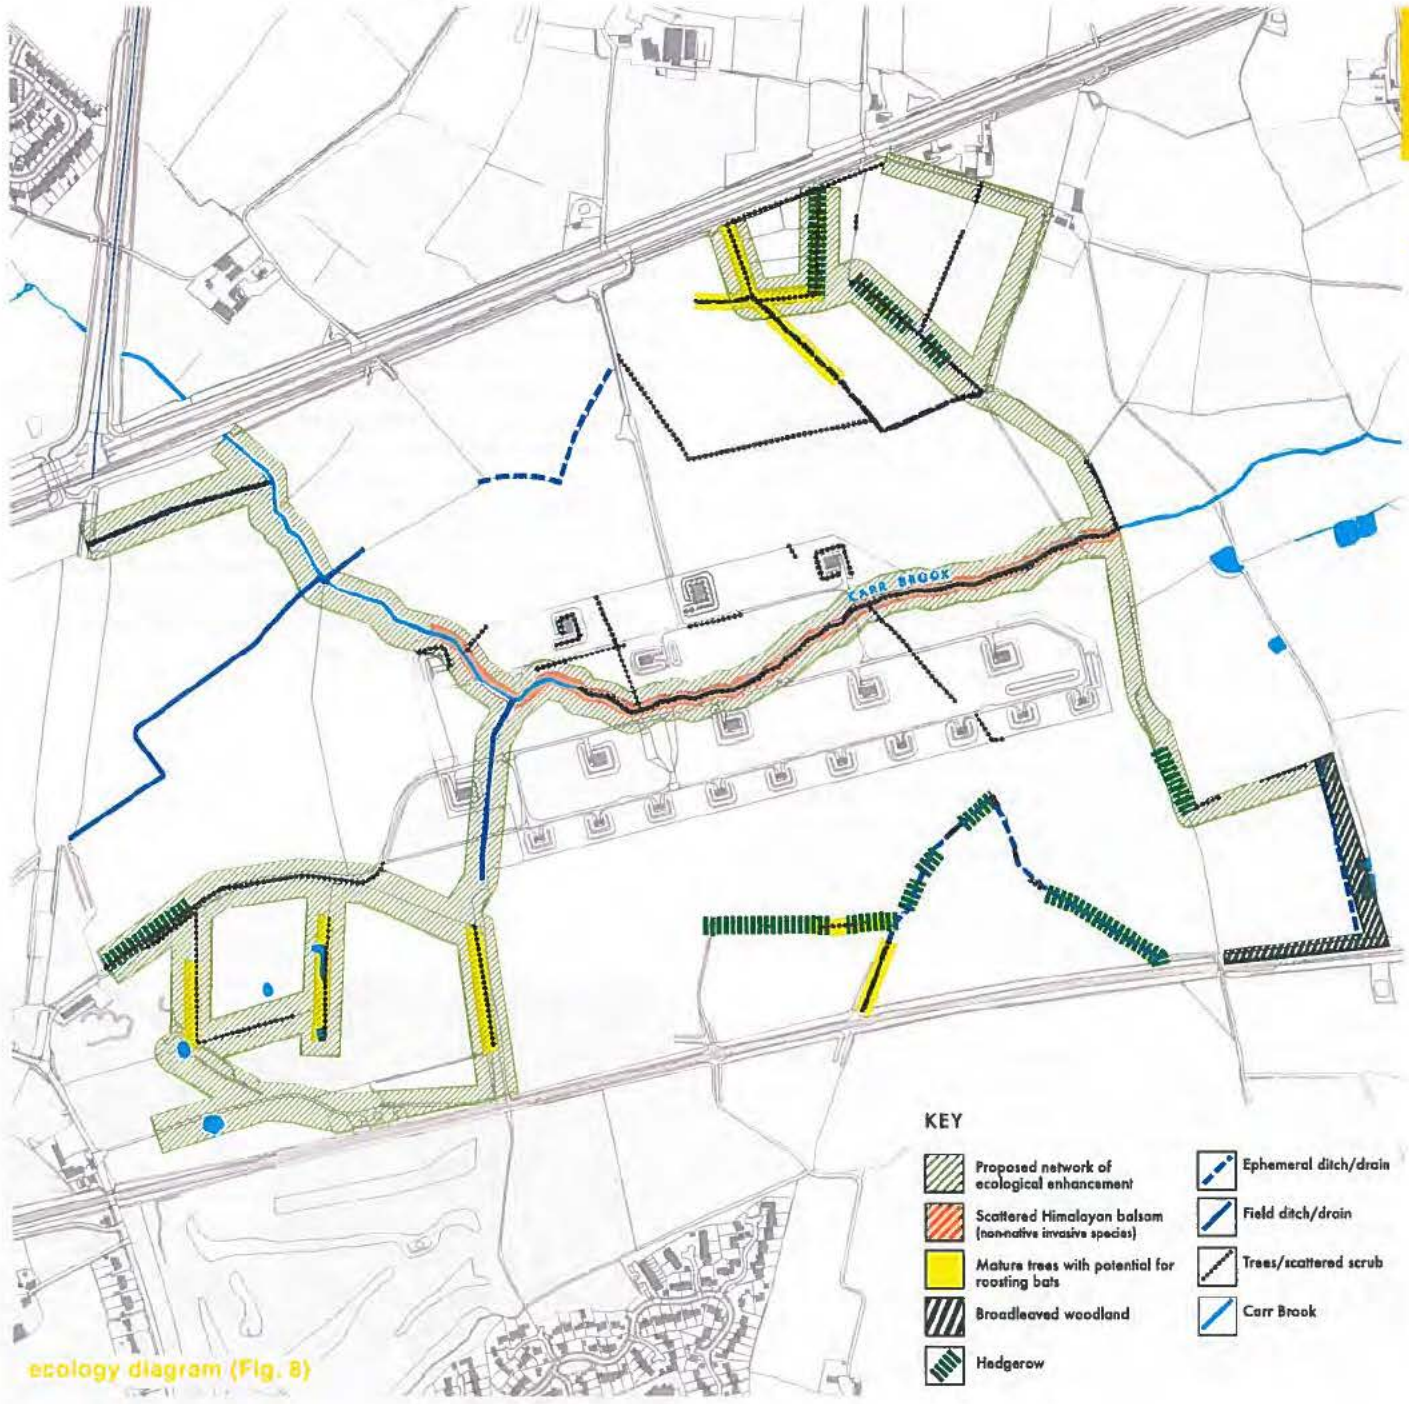 CARR BROOK
KEY
Proposed network of
ecological enhancement
Scattered Himalayan balsam
(non-native invasive species)
Mature trees with potential for
roosting bats
Broadleaved woodland
Hedgerow
Ephemeral ditch/drain
Field ditch/drain
Trees/scattered scrub
Carr Brook
ecology diagram (Fig. 8)